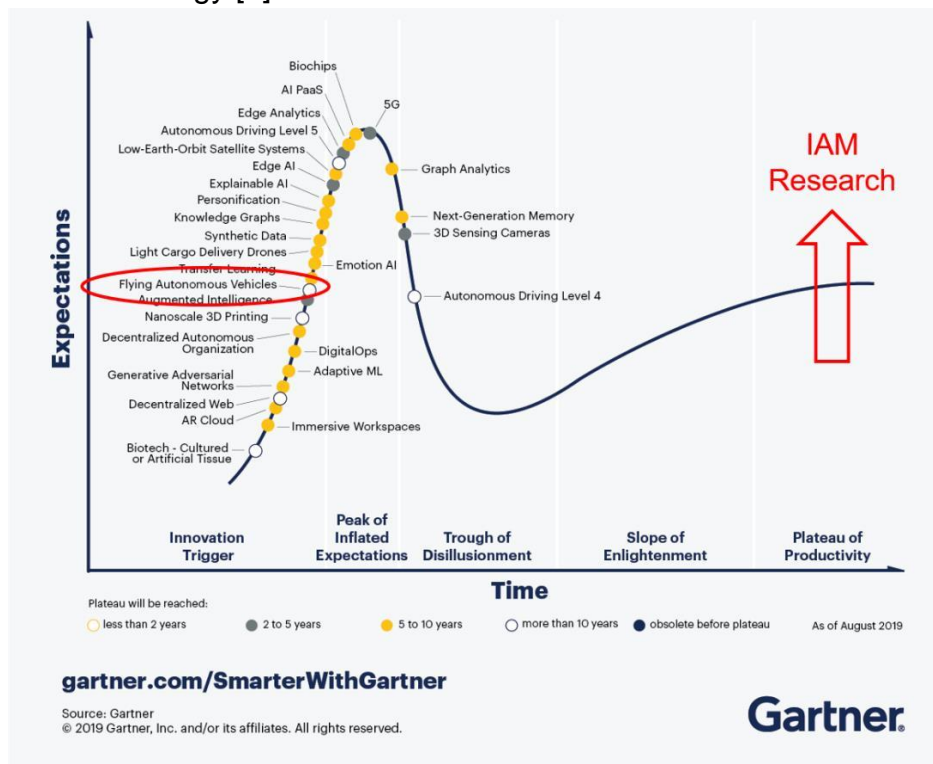 Biochips
AI PaaS
5G
Edge Analytics
Autonomous Driving Level 5
Low-Earth-Orbit Satellite Systems
Graph Analytics
Edge AI
Explainable AI
Personification
Knowledge Graphs
Next-Generation Memory
Synthetic Data
3D Sensing Cameras
Light Cargo Delivery Drones
Transfer Learning
Emotion AI
Flying Autonomous Vehicles
Augmented Intelligence
Autonomous Driving Level 4
Nanoscale 3D Printing
Decentralized Autonomous
Organization
DigitalOps
Generative Adversarial
Networks
Adaptive ML
Decentralized Web
AR Cloud
Immersive Workspaces
Biotech - Cultured
or Artificial Tissue
IAM
Research
Expectations
Innovation
Trigger
Peak of
Inflated
Expectations
Trough of
Disillusionment
Slope of
Enlightenment
Plateau of
Productivity
Time
Plateau will be reached:
less than 2 years
2 to 5 years
5 to 10 years
more than 10 years
obsolete before plateau
As of August 2019
gartner.com/SmarterWithGartner
Source: Gartner
© 2019 Gartner, Inc. and/or its affiliates. All rights reserved.
Gartner.